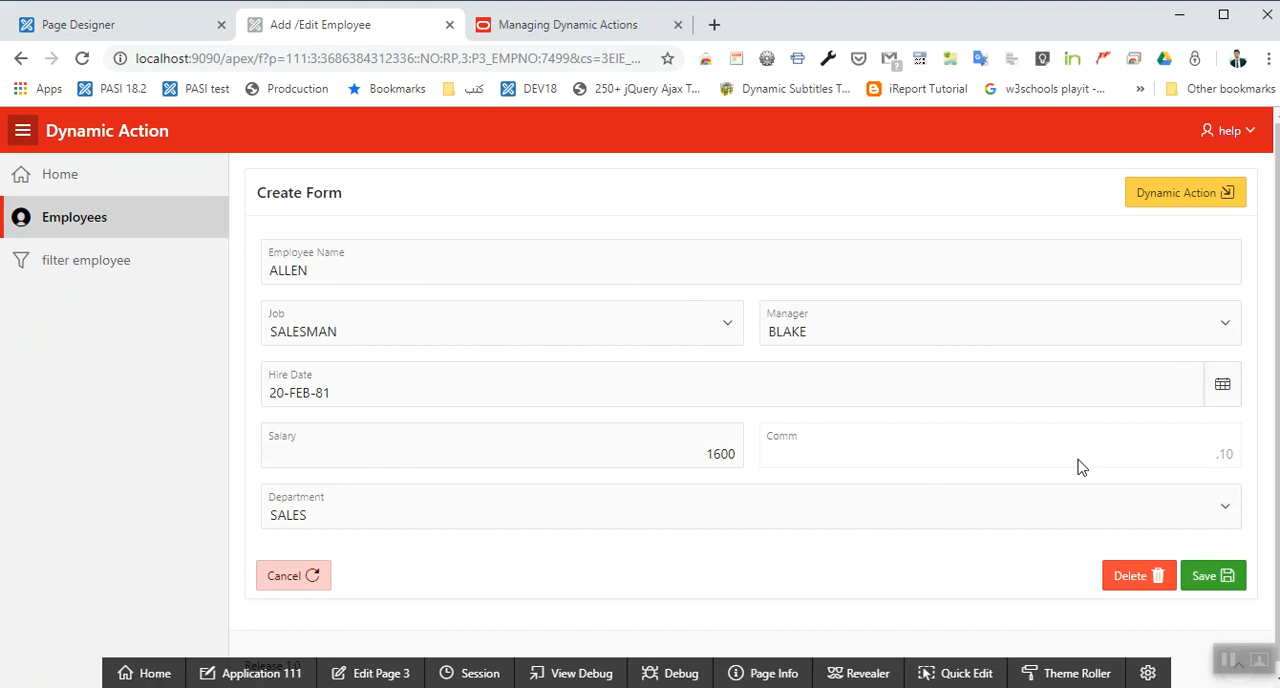 Page Designer
Add /Edit Employee
Managing Dynamic Actions
localhost:9090/apex/f?p=111:3:3686384312336::NO:RP,3:P3_EMPNO:7499&cs=3EIE_...
Apps
PASI 18.2
PASI test
Prodcuction
Bookmarks
كتب
DEV18
250+ jQuery Ajax T...
Dynamic Subtitles T...
iReport Tutorial
w3schools playit -...
»
Other bookmarks
Dynamic Action
help
Home
Employees
filter employee
Create Form
Dynamic Action
Employee Name
ALLEN
Job
SALESMAN
Manager
BLAKE
Hire Date
20-FEB-81
Salary
1600
Comm
.10
Department
SALES
Cancel
Delete
Save
Release 1.0
Home
Application 111
Edit Page 3
Session
View Debug
Debug
Page Info
Revealer
Quick Edit
Theme Roller